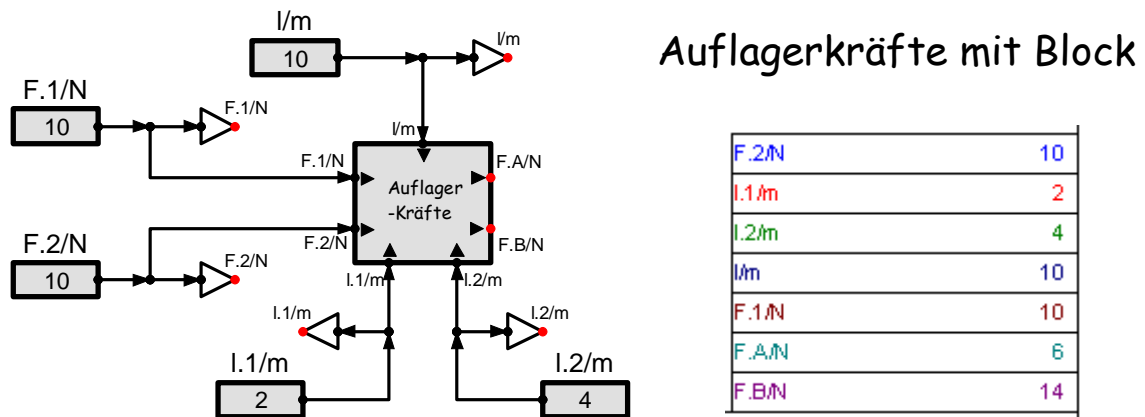 Auflagerkräfte mit Block
l/m
10
l/m
F.1/N
10
F.1/N
l/m
F.1/N
F.A/N
Auflager
-Kräfte
F.2/N
F.B/N
F.2/N
10
F.2/N
l.1/m
l.2/m
l.1/m
l.2/m
l.1/m
2
l.2/m
4
F.2/N 10
l.1/m 2
l.2/m 4
l/m 10
F.1/N 10
F.A/N 6
F.B/N 14